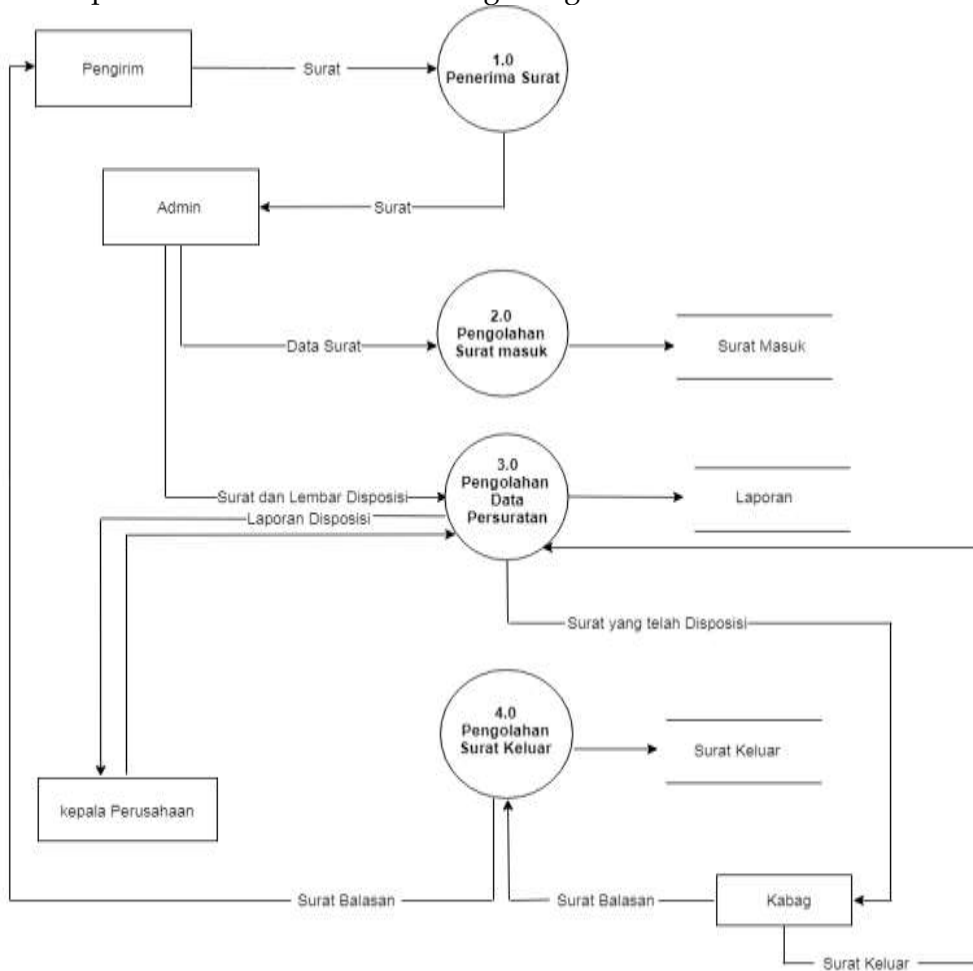 Pengirim
Surat
1.0
Penerima Surat
Admin
Surat
2.0
Pengolahan
Surat masuk
Data Surat
Surat Masuk
3.0
Pengolahan
Data
Persuratan
Surat dan Lembar Disposisi
Laporan Disposisi
Laporan
Surat yang telah Disposisi
4.0
Pengolahan
Surat Keluar
Surat Keluar
kepala Perusahaan
Surat Balasan
Surat Balasan
Kabag
Surat Keluar